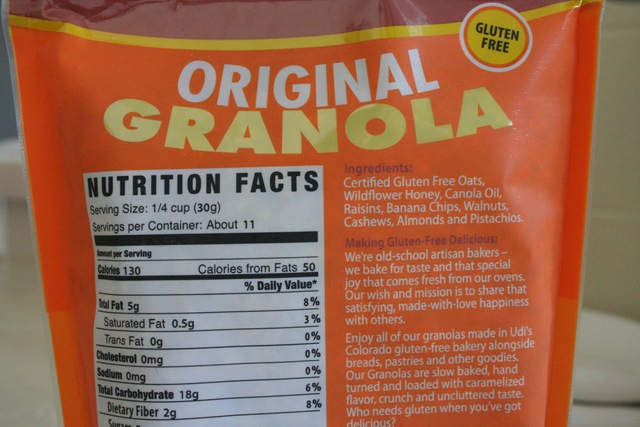 GLUTEN
FREE
ORIGINAL
GRANOLA
NUTRITION FACTS
Serving Size: 1/4 cup (30g)
Servings per Container: About 11
Amount per Serving
Calories 130 Calories from Fats 50
% Daily Value*
Total Fat 5g 8%
Saturated Fat 0.5g 3%
Trans Fat 0g 0%
Cholesterol 0mg 0%
Sodium 0mg 0%
Total Carbohydrate 18g 6%
Dietary Fiber 2g 8%
Ingredients:
Certified Gluten Free Oats,
Wildflower Honey, Canola Oil,
Raisins, Banana Chips, Walnuts,
Cashews, Almonds and Pistachios.
Making Gluten-Free Delicious:
We're old-school artisan bakers –
we bake for taste and that special
joy that comes fresh from our ovens.
Our wish and mission is to share that
satisfying, made-with-love happiness
with others.
Enjoy all of our granolas made in Udi's
Colorado gluten-free bakery alongside
breads, pastries and other goodies.
Our Granolas are slow baked, hand
turned and loaded with caramelized
flavor, crunch and uncluttered taste.
Who needs gluten when you've got
delicious?